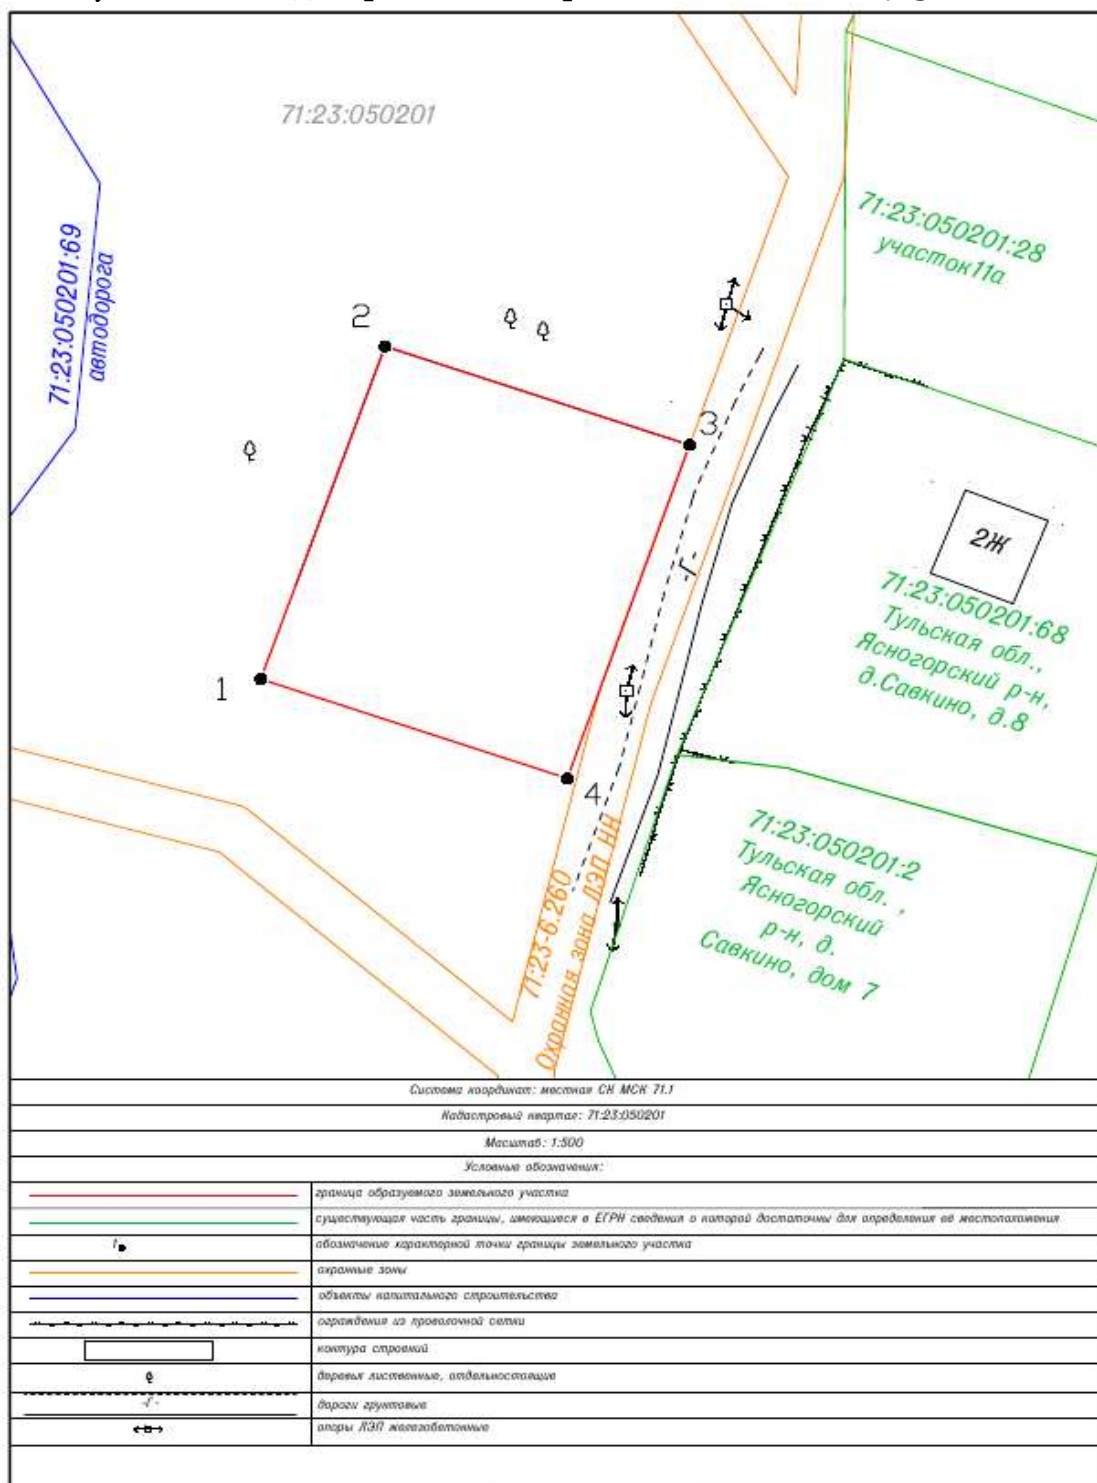 71:23:050201
71:23:050201:69
автодорога
71:23:050201:28
участок11а
2
3
1
4
-Г-
2Ж
71:23:050201:68
Тульская обл.,
Ясногорский р-н,
д.Савкино, д.8
71:23:050201:2
Тульская обл. ,
Ясногорский
р-н, д.
Савкино, дом 7
71:23-6.260
Охранная зона ЛЭП НН
Система координат: местная СК МСК 71.1
Кадастровый квартал: 71:23:050201
Масштаб: 1:500
Условные обозначения:
граница образуемого земельного участка
существующая часть границы, имеющиеся в ЕГРН сведения о которой достаточны для определения её местоположения
1
обозначение характерной точки границы земельного участка
охранные зоны
объекты капитального строительства
ограждения из проволочной сетки
контура строений
деревья лиственные, отдельностоящие
-Г-
дороги грунтовые
опоры ЛЭП железобетонные